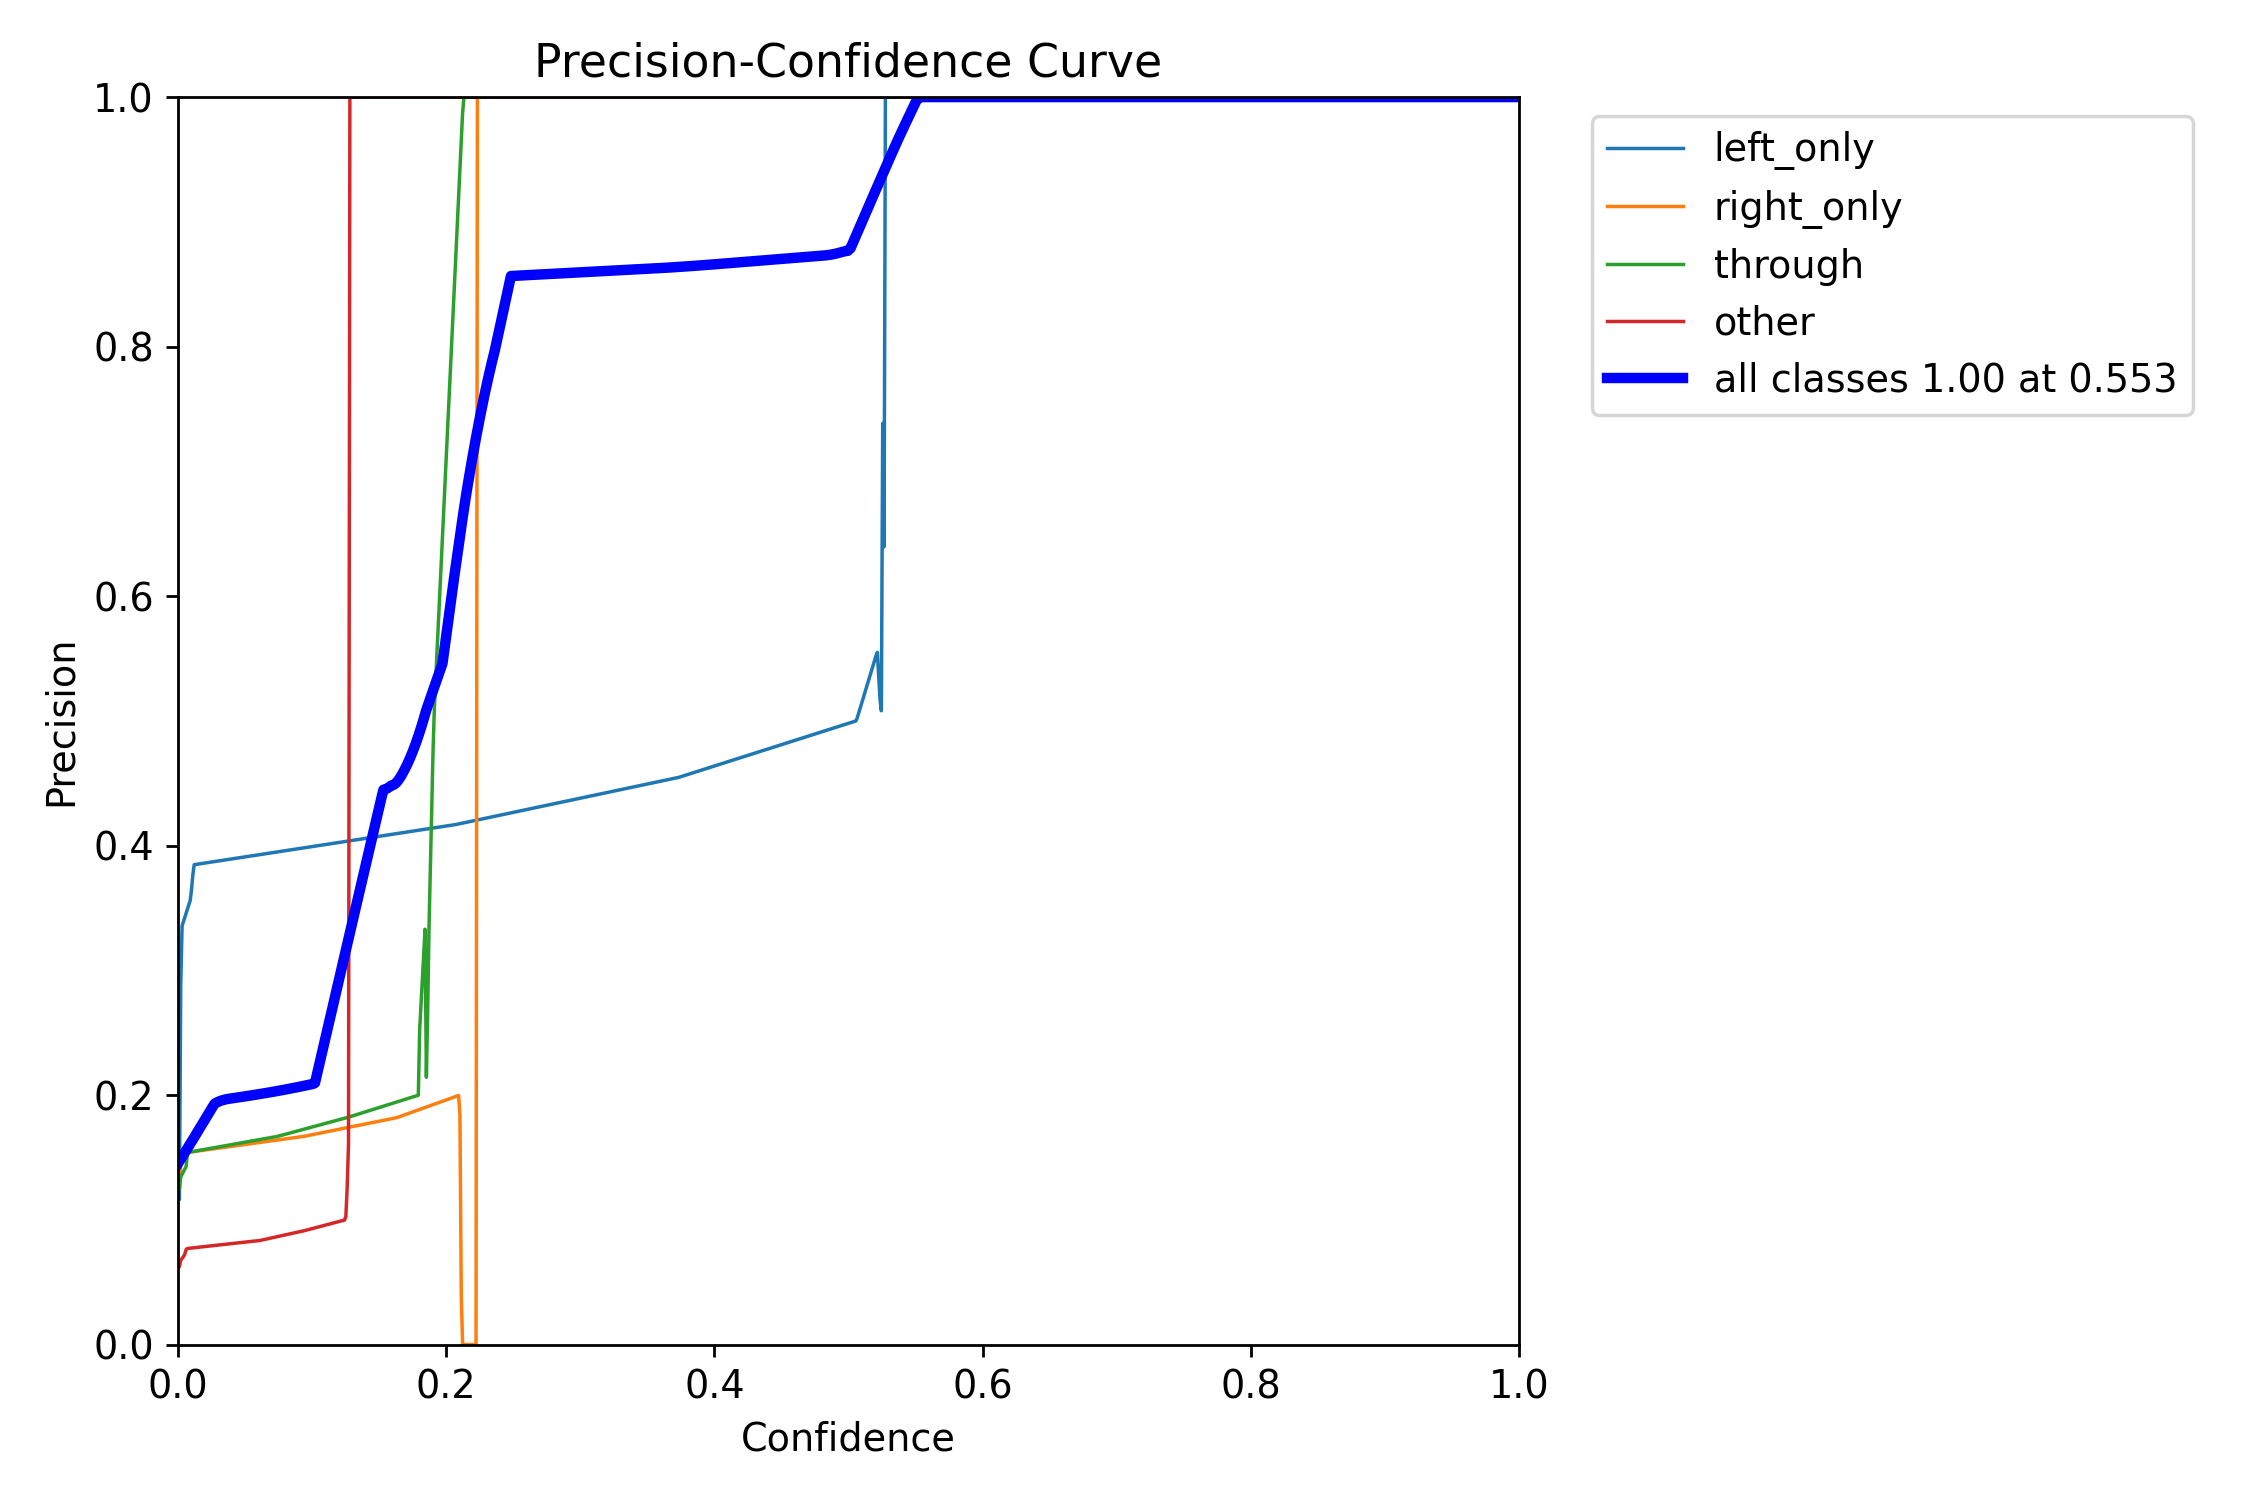 Precision-Confidence Curve
1.0
0.8
0.6
0.4
0.2
0.0
Precision
0.0 0.2 0.4 0.6 0.8 1.0
Confidence
left_only
right_only
through
other
all classes 1.00 at 0.553